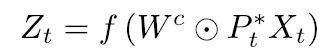 $Z_t = f\left(W^c \odot P_t^* X_t\right)$